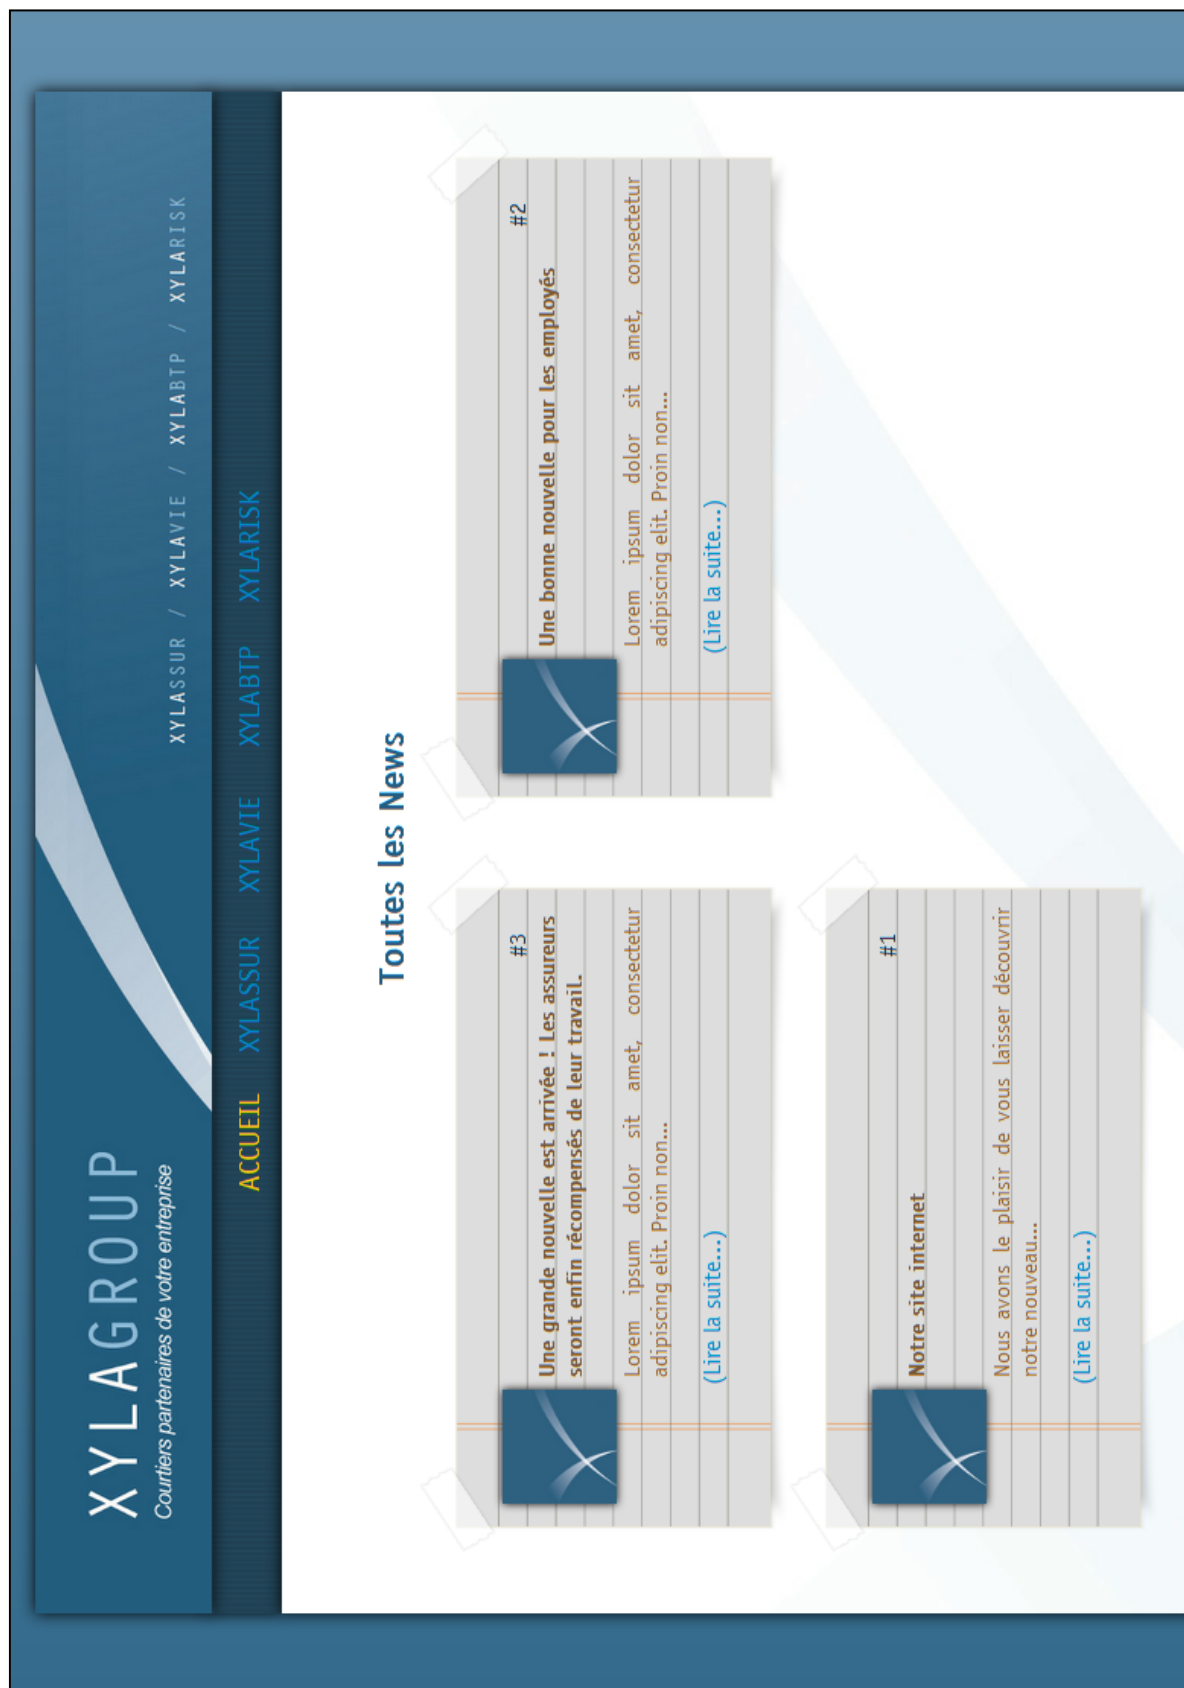 XYLAGROUP
Courtiers partenaires de votre entreprise
XYLASSUR / XYLAVIE / XYLABTP / XYLARISK
ACCUEIL XYLASSUR XYLAVIE XYLABTP XYLARISK
Toutes les News
#3
Une grande nouvelle est arrivée ! Les assureurs
seront enfin récompensés de leur travail.
Lorem ipsum dolor sit amet, consectetur
adipiscing elit. Proin non...
(Lire la suite...)
#2
Une bonne nouvelle pour les employés
Lorem ipsum dolor sit amet, consectetur
adipiscing elit. Proin non...
(Lire la suite...)
#1
Notre site internet
Nous avons le plaisir de vous laisser découvrir
notre nouveau...
(Lire la suite...)